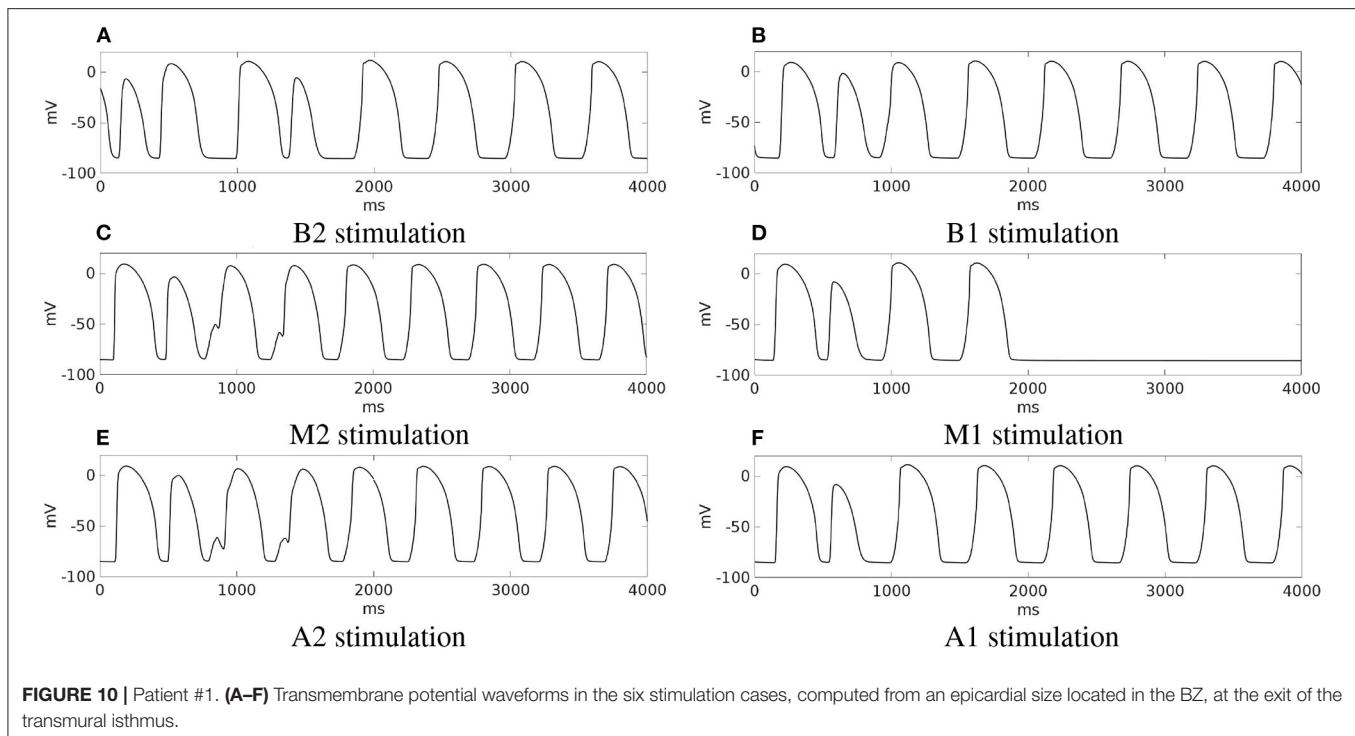 A
0
-50
-100
mV
0 1000 2000 3000 4000
ms
B2 stimulation
B
0
-50
-100
mV
0 1000 2000 3000 4000
ms
B1 stimulation
C
0
-50
-100
mV
0 1000 2000 3000 4000
ms
M2 stimulation
D
0
-50
-100
mV
0 1000 2000 3000 4000
ms
M1 stimulation
E
0
-50
-100
mV
0 1000 2000 3000 4000
ms
A2 stimulation
F
0
-50
-100
mV
0 1000 2000 3000 4000
ms
A1 stimulation
FIGURE 10 | Patient #1. (A–F) Transmembrane potential waveforms in the six stimulation cases, computed from an epicardial size located in the BZ, at the exit of the
transmural isthmus.